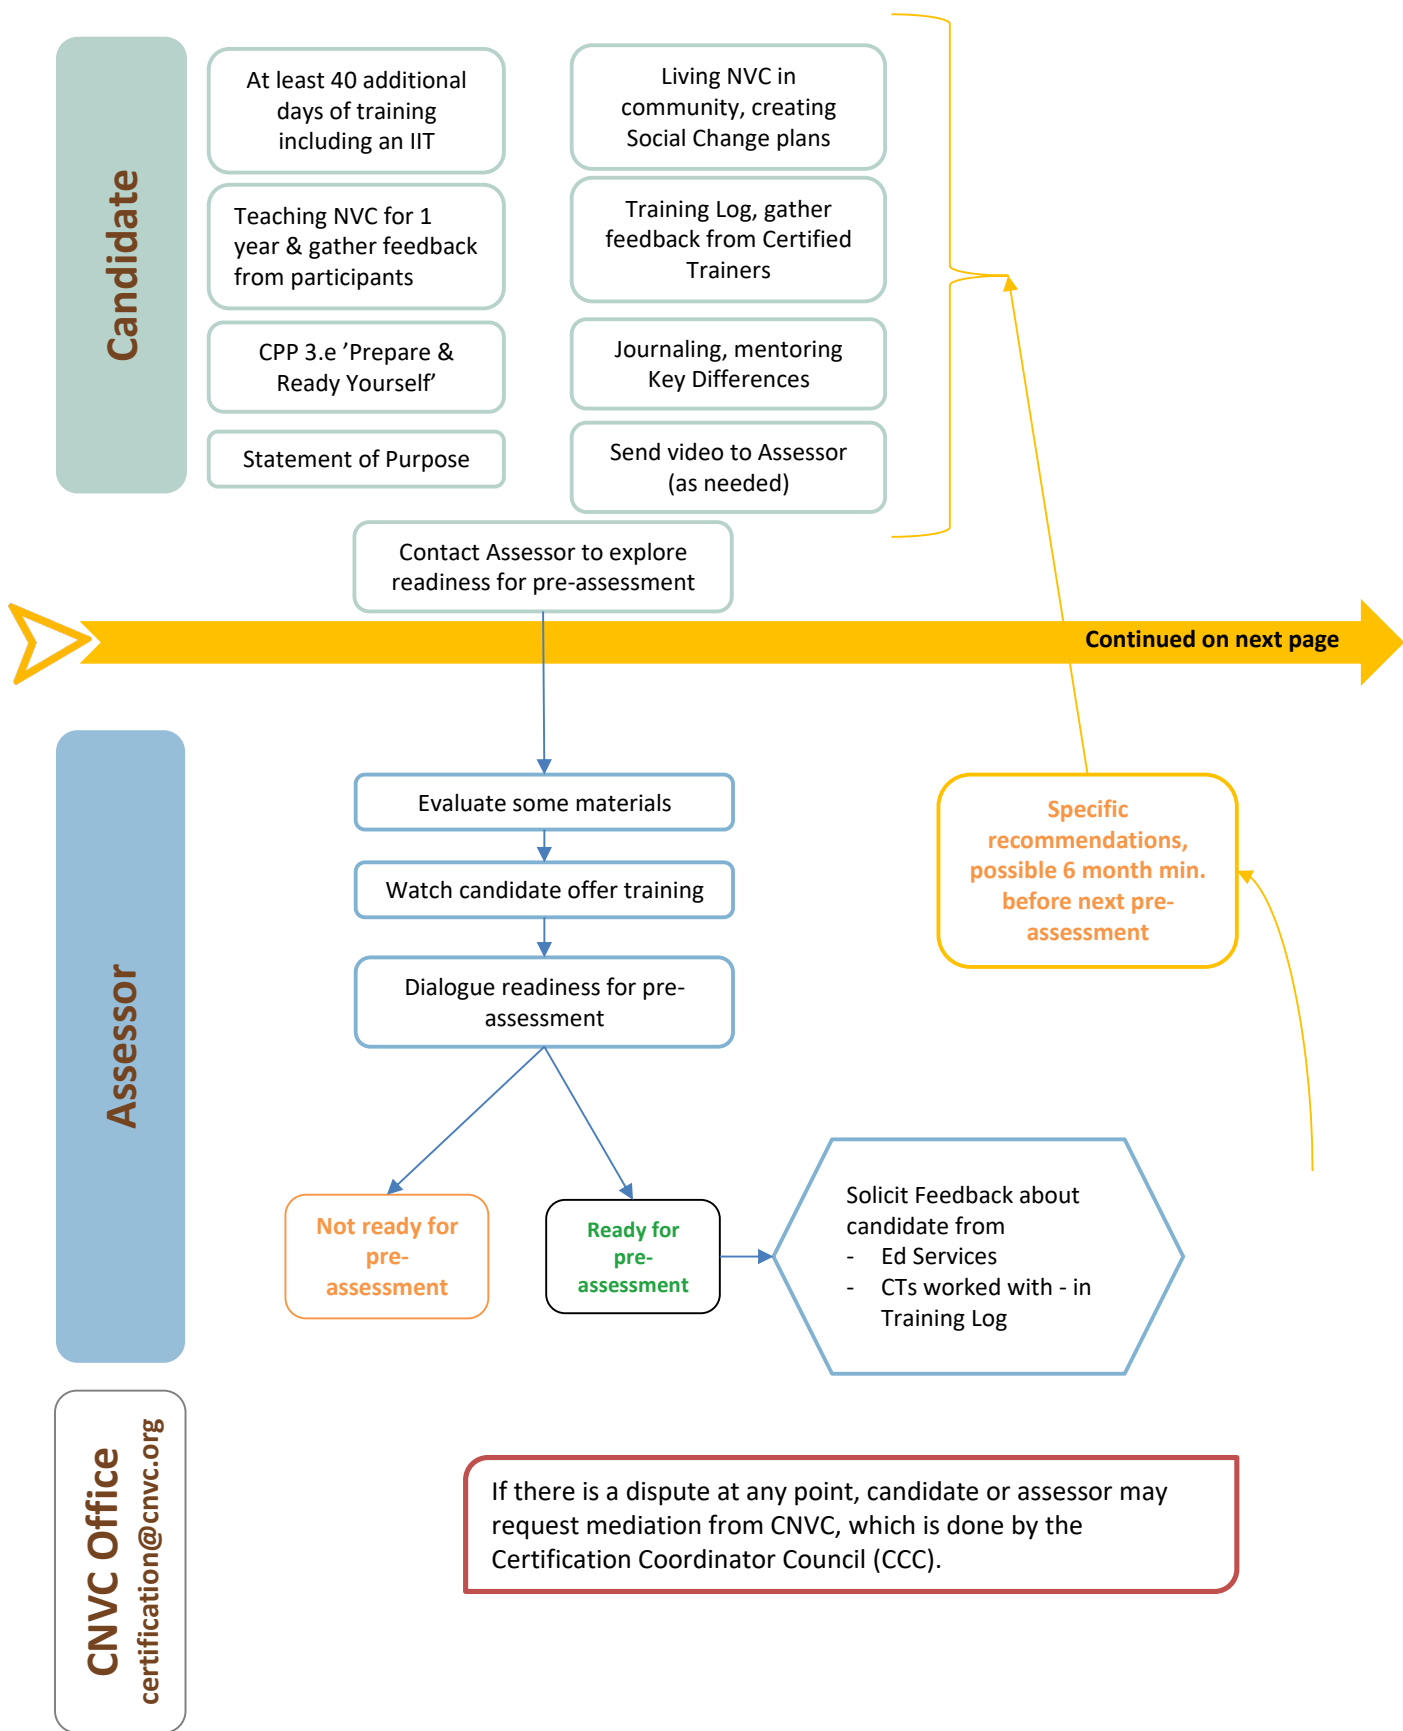 Candidate
At least 40 additional
days of training
including an IIT
Living NVC in
community, creating
Social Change plans
Teaching NVC for 1
year & gather feedback
from participants
Training Log, gather
feedback from Certified
Trainers
CPP 3.e ’Prepare &
Ready Yourself’
Journaling, mentoring
Key Differences
Statement of Purpose
Send video to Assessor
(as needed)
Contact Assessor to explore
readiness for pre-assessment
Continued on next page
Assessor
Evaluate some materials
Watch candidate offer training
Dialogue readiness for pre-
assessment
Specific
recommendations,
possible 6 month min.
before next pre-
assessment
Not ready for
pre-
assessment
Ready for
pre-
assessment
Solicit Feedback about
candidate from
- Ed Services
- CTs worked with - in
Training Log
CNVC Office
certification@cnvc.org
If there is a dispute at any point, candidate or assessor may
request mediation from CNVC, which is done by the
Certification Coordinator Council (CCC).